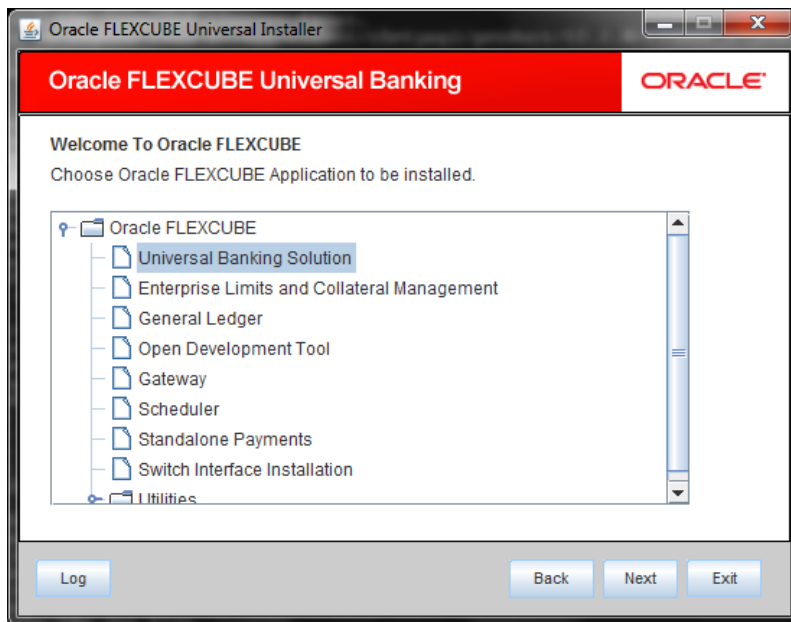 Oracle FLEXCUBE Universal Installer
Oracle FLEXCUBE Universal Banking
ORACLE
Welcome To Oracle FLEXCUBE
Choose Oracle FLEXCUBE Application to be installed.
Oracle FLEXCUBE
Universal Banking Solution
Enterprise Limits and Collateral Management
General Ledger
Open Development Tool
Gateway
Scheduler
Standalone Payments
Switch Interface Installation
Utilities
Log Back Next Exit